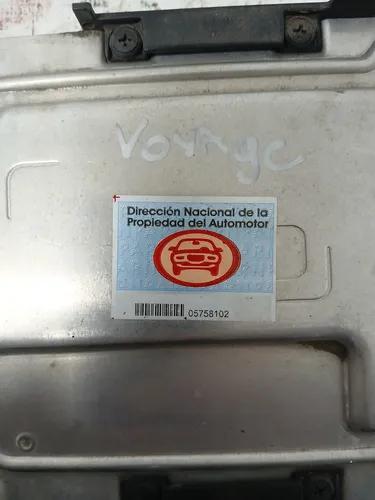 Voyage
Dirección Nacional de la
Propiedad del Automotor
05758102